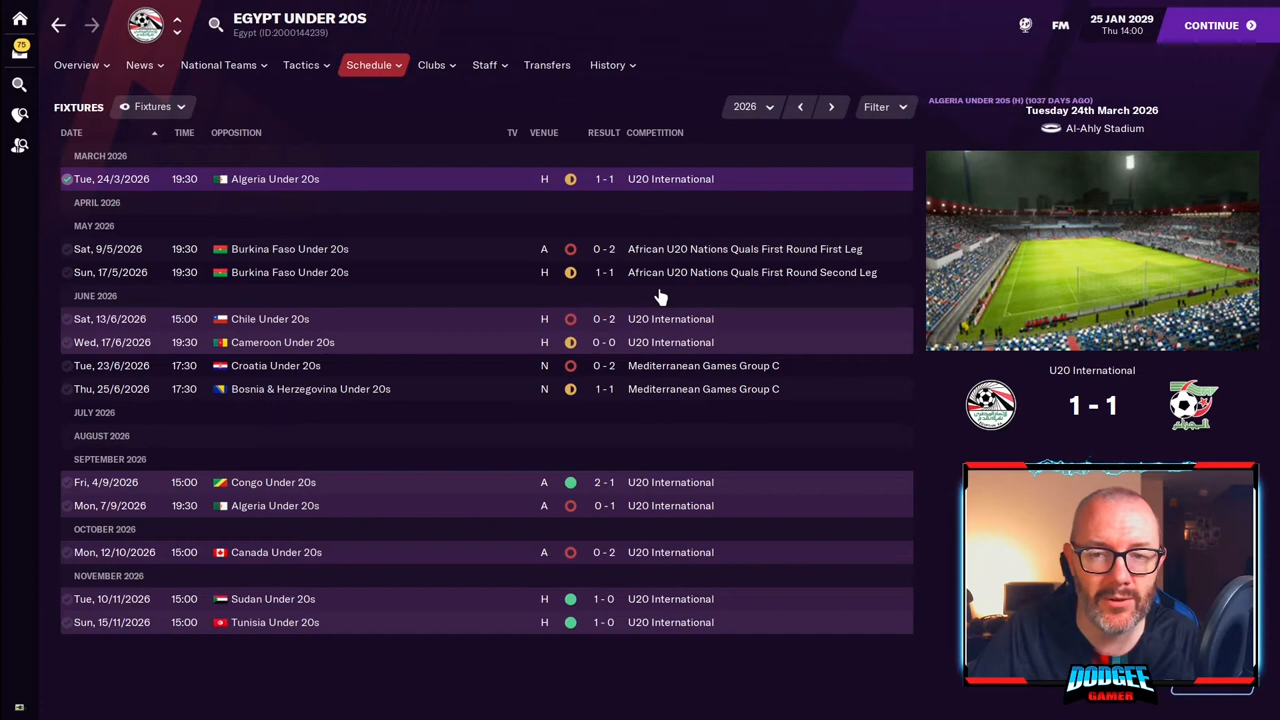 EGYPT UNDER 20S
Egypt (ID:2000144239)
FM
25 JAN 2029
Thu 14:00
CONTINUE
75
Overview
News
National Teams
Tactics
Schedule
Clubs
Staff
Transfers
History
FIXTURES
Fixtures
2026
Filter
DATE TIME OPPOSITION TV VENUE RESULT COMPETITION
MARCH 2026
Tue, 24/3/2026 19:30 Algeria Under 20s H 1 - 1 U20 International
APRIL 2026
MAY 2026
Sat, 9/5/2026 19:30 Burkina Faso Under 20s A 0 - 2 African U20 Nations Quals First Round First Leg
Sun, 17/5/2026 19:30 Burkina Faso Under 20s H 1 - 1 African U20 Nations Quals First Round Second Leg
JUNE 2026
Sat, 13/6/2026 15:00 Chile Under 20s H 0 - 2 U20 International
Wed, 17/6/2026 19:30 Cameroon Under 20s H 0 - 0 U20 International
Tue, 23/6/2026 17:30 Croatia Under 20s N 0 - 2 Mediterranean Games Group C
Thu, 25/6/2026 17:30 Bosnia & Herzegovina Under 20s N 1 - 1 Mediterranean Games Group C
JULY 2026
AUGUST 2026
SEPTEMBER 2026
Fri, 4/9/2026 15:00 Congo Under 20s A 2 - 1 U20 International
Mon, 7/9/2026 19:30 Algeria Under 20s A 0 - 1 U20 International
OCTOBER 2026
Mon, 12/10/2026 15:00 Canada Under 20s A 0 - 2 U20 International
NOVEMBER 2026
Tue, 10/11/2026 15:00 Sudan Under 20s H 1 - 0 U20 International
Sun, 15/11/2026 15:00 Tunisia Under 20s H 1 - 0 U20 International
ALGERIA UNDER 20S (H) (1037 DAYS AGO)
Tuesday 24th March 2026
Al-Ahly Stadium
U20 International
1 - 1
DODGEE
GAMER